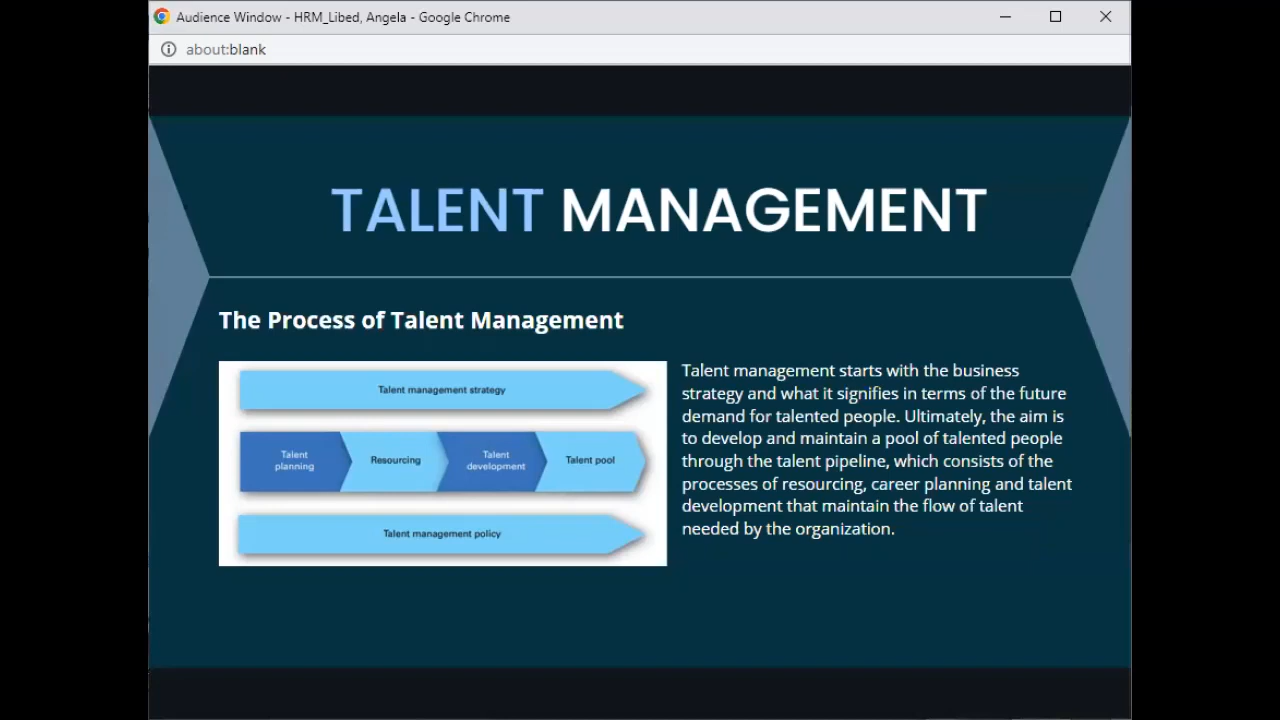 Audience Window - HRM_Libed, Angela - Google Chrome
about:blank
TALENT MANAGEMENT
The Process of Talent Management
Talent management strategy
Talent
planning
Resourcing
Talent
development
Talent pool
Talent management policy
Talent management starts with the business
strategy and what it signifies in terms of the future
demand for talented people. Ultimately, the aim is
to develop and maintain a pool of talented people
through the talent pipeline, which consists of the
processes of resourcing, career planning and talent
development that maintain the flow of talent
needed by the organization.